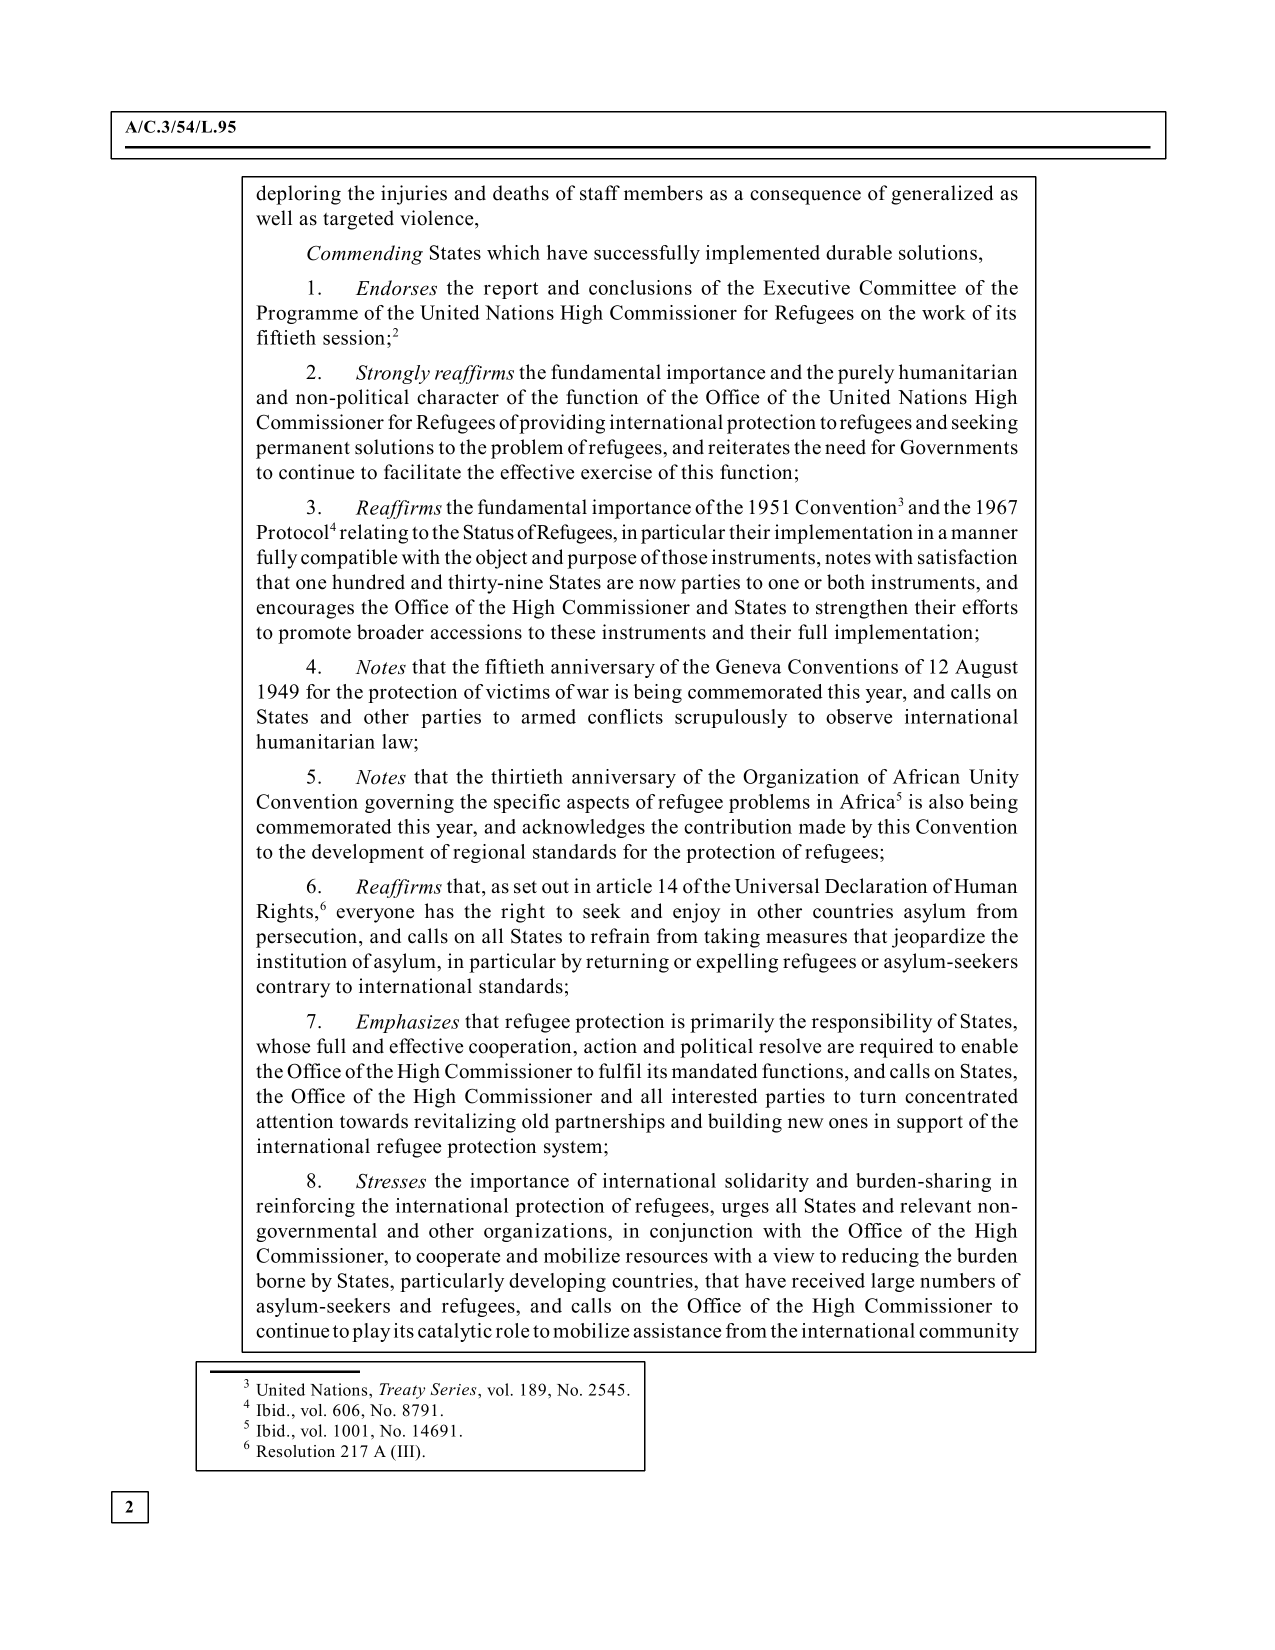 A/C.3/54/L.95
deploring the injuries and deaths of staff members as a consequence of generalized as
well as targeted violence,
Commending States which have successfully implemented durable solutions,
1. Endorses the report and conclusions of the Executive Committee of the
Programme of the United Nations High Commissioner for Refugees on the work of its
fiftieth session;2
2. Strongly reaffirms the fundamental importance and the purely humanitarian
and non-political character of the function of the Office of the United Nations High
Commissioner for Refugees of providing international protection to refugees and seeking
permanent solutions to the problem of refugees, and reiterates the need for Governments
to continue to facilitate the effective exercise of this function;
3. Reaffirms the fundamental importance of the 1951 Convention3 and the 1967
Protocol4 relating to the Status of Refugees, in particular their implementation in a manner
fully compatible with the object and purpose of those instruments, notes with satisfaction
that one hundred and thirty-nine States are now parties to one or both instruments, and
encourages the Office of the High Commissioner and States to strengthen their efforts
to promote broader accessions to these instruments and their full implementation;
4. Notes that the fiftieth anniversary of the Geneva Conventions of 12 August
1949 for the protection of victims of war is being commemorated this year, and calls on
States and other parties to armed conflicts scrupulously to observe international
humanitarian law;
5. Notes that the thirtieth anniversary of the Organization of African Unity
Convention governing the specific aspects of refugee problems in Africa5 is also being
commemorated this year, and acknowledges the contribution made by this Convention
to the development of regional standards for the protection of refugees;
6. Reaffirms that, as set out in article 14 of the Universal Declaration of Human
Rights,6 everyone has the right to seek and enjoy in other countries asylum from
persecution, and calls on all States to refrain from taking measures that jeopardize the
institution of asylum, in particular by returning or expelling refugees or asylum-seekers
contrary to international standards;
7. Emphasizes that refugee protection is primarily the responsibility of States,
whose full and effective cooperation, action and political resolve are required to enable
the Office of the High Commissioner to fulfil its mandated functions, and calls on States,
the Office of the High Commissioner and all interested parties to turn concentrated
attention towards revitalizing old partnerships and building new ones in support of the
international refugee protection system;
8. Stresses the importance of international solidarity and burden-sharing in
reinforcing the international protection of refugees, urges all States and relevant non-
governmental and other organizations, in conjunction with the Office of the High
Commissioner, to cooperate and mobilize resources with a view to reducing the burden
borne by States, particularly developing countries, that have received large numbers of
asylum-seekers and refugees, and calls on the Office of the High Commissioner to
continue to play its catalytic role to mobilize assistance from the international community
3 United Nations, Treaty Series, vol. 189, No. 2545.
4 Ibid., vol. 606, No. 8791.
5 Ibid., vol. 1001, No. 14691.
6 Resolution 217 A (III).
2